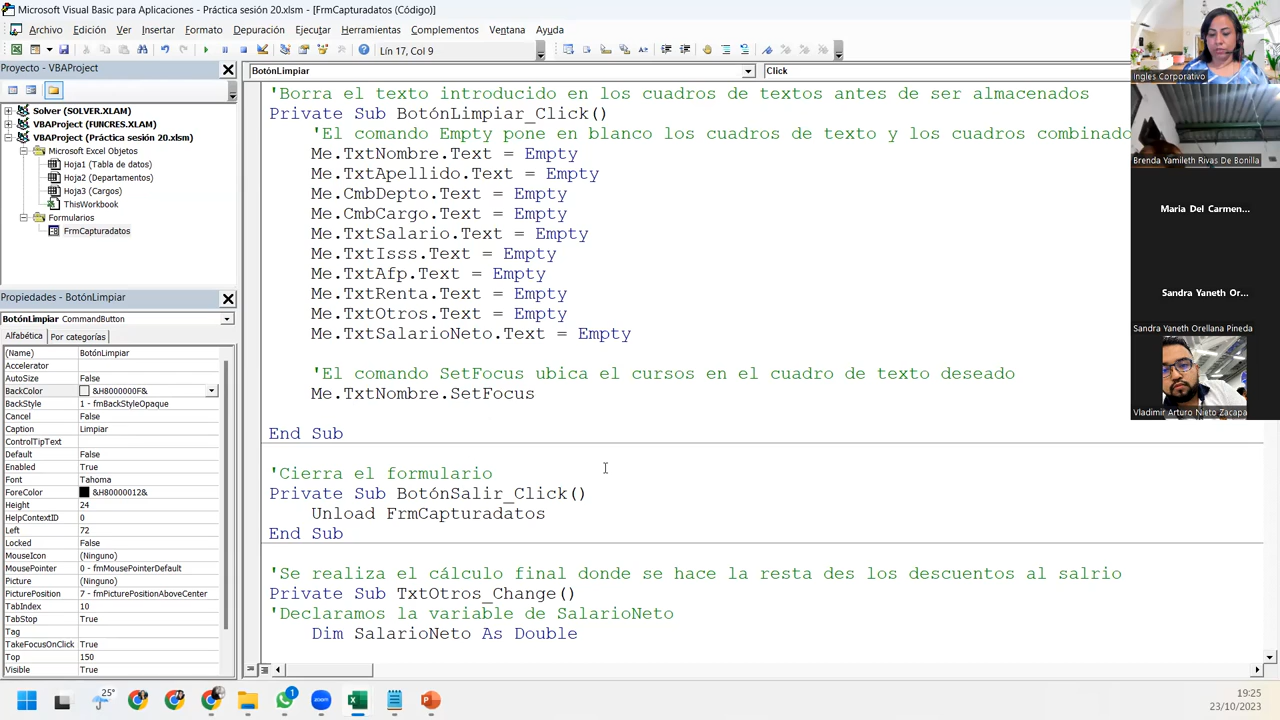 Microsoft Visual Basic para Aplicaciones - Práctica sesión 20.xlsm - [FrmCapturadatos (Código)]
Archivo Edición Ver Insertar Formato Depuración Ejecutar Herramientas Complementos Ventana Ayuda
Lín 17, Col 9
Proyecto - VBAProject
Solver (SOLVER.XLAM)
VBAProject (FUNCRES.XLAM)
VBAProject (Práctica sesión 20.xlsm)
Microsoft Excel Objetos
Hoja1 (Tabla de datos)
Hoja2 (Departamentos)
Hoja3 (Cargos)
ThisWorkbook
Formularios
FrmCapturadatos
Propiedades - BotónLimpiar
BotónLimpiar CommandButton
Alfabética Por categorías
(Name) BotónLimpiar
Accelerator
AutoSize False
BackColor &H8000000F&
BackStyle 1 - fmBackStyleOpaque
Cancel False
Caption Limpiar
ControlTipText
Default False
Enabled True
Font Tahoma
ForeColor &H80000012&
Height 24
HelpContextID 0
Left 72
Locked False
MouseIcon (Ninguno)
MousePointer 0 - fmMousePointerDefault
Picture (Ninguno)
PicturePosition 7 - fmPicturePositionAboveCenter
TabIndex 10
TabStop True
Tag
TakeFocusOnClick True
Top 150
Visible True
BotónLimpiar Click
'Borra el texto introducido en los cuadros de textos antes de ser almacenados
Private Sub BotónLimpiar_Click()
'El comando Empty pone en blanco los cuadros de texto y los cuadros combinado
Me.TxtNombre.Text = Empty
Me.TxtApellido.Text = Empty
Me.CmbDepto.Text = Empty
Me.CmbCargo.Text = Empty
Me.TxtSalario.Text = Empty
Me.TxtIsss.Text = Empty
Me.TxtAfp.Text = Empty
Me.TxtRenta.Text = Empty
Me.TxtOtros.Text = Empty
Me.TxtSalarioNeto.Text = Empty
'El comando SetFocus ubica el cursos en el cuadro de texto deseado
Me.TxtNombre.SetFocus
End Sub
'Cierra el formulario
Private Sub BotónSalir_Click()
Unload FrmCapturadatos
End Sub
'Se realiza el cálculo final donde se hace la resta des los descuentos al salrio
Private Sub TxtOtros_Change()
'Declaramos la variable de SalarioNeto
Dim SalarioNeto As Double
Ingles Corporativo
Brenda Yamileth Rivas De Bonilla
Maria Del Carmen...
Sandra Yaneth Or...
Sandra Yaneth Orellana Pineda
Vladimir Arturo Nieto Zacapa
25°
1
zoom
19:25
23/10/2023